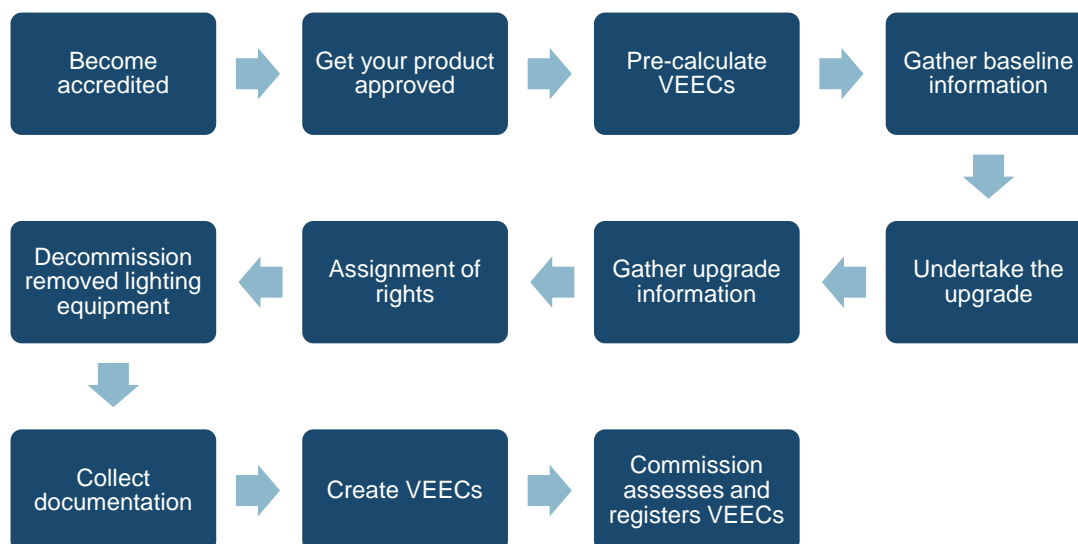 Become
accredited
Get your product
approved
Pre-calculate
VEECs
Gather baseline
information
Undertake the
upgrade
Gather upgrade
information
Assignment of
rights
Decommission
removed lighting
equipment
Collect
documentation
Create VEECs
Commission
assesses and
registers VEECs